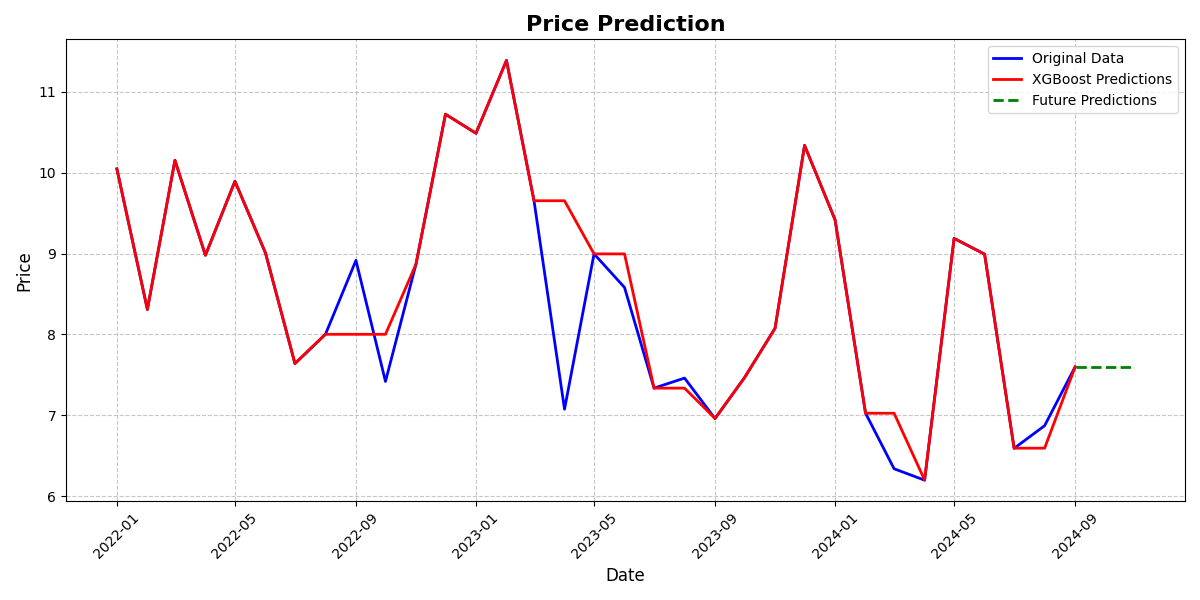 Price Prediction
Original Data
XGBoost Predictions
Future Predictions
Price
11
10
9
8
7
6
2022-01
2022-05
2022-09
2023-01
2023-05
2023-09
2024-01
2024-05
2024-09
Date